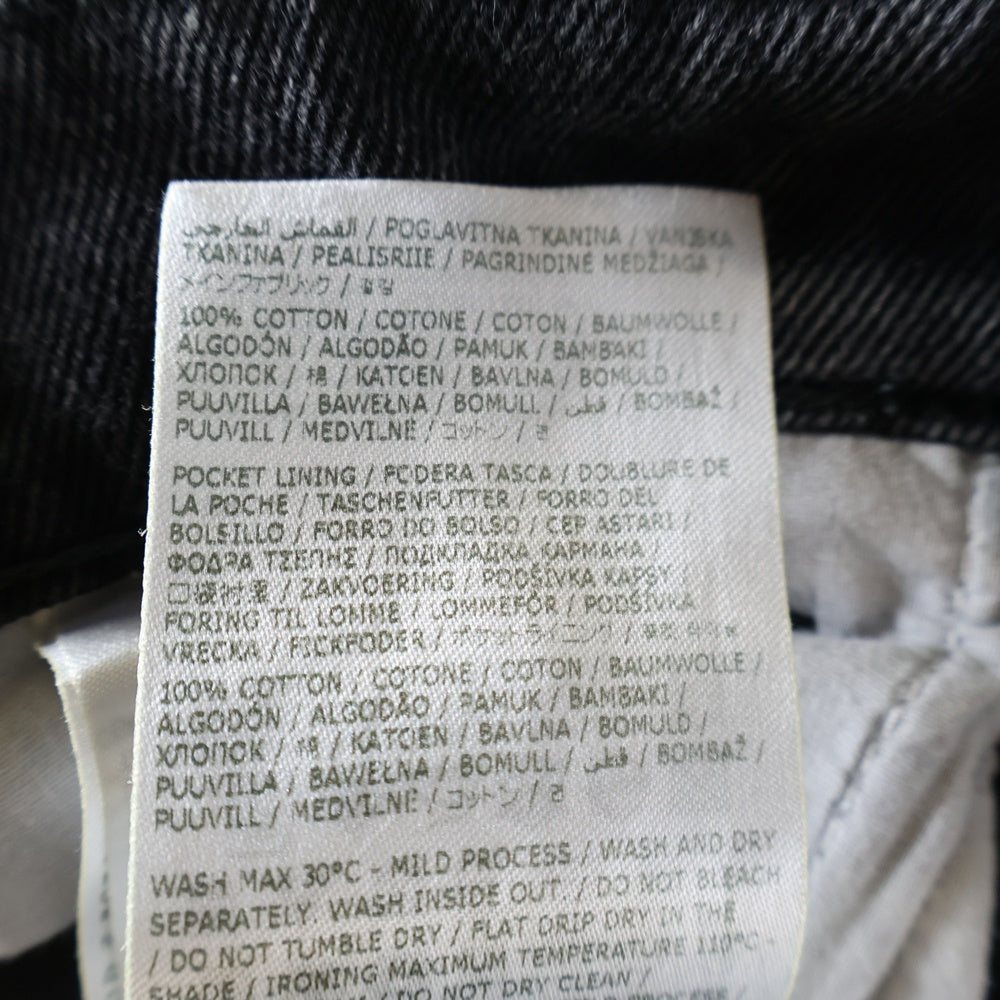 القماش الخارجي / POGLAVITNA TKANINA / VANJSKA
TKANINA / PEALISRIIE / PAGRINDINĖ MEDŽIAGA /
メインファブリック /
100% COTTON / COTONE / COTON / BAUMWOLLE /
ALGODÓN / ALGODÃO / PAMUK / BAMBAKI /
ХЛОПОК / 棉 / KATOEN / BAVLNA / BOMULD /
PUUVILLA / BAWEŁNA / BOMULL / قطن / BOMBAŽ /
PUUVILL / MEDVILNĖ / コットン / 면
POCKET LINING / FODERA TASCA / DOUBLURE DE
LA POCHE / TASCHENFUTTER / FORRO DEL
BOLSILLO / FORRO DO BOLSO / CEP ASTARI /
ΦΟΔΡΑ ΤΣΕΠΗΣ / ПОДКЛАДКА КАРМАНА /
口袋衬里 / ZAKVOERING / PODŠÍVKA KAPSY /
FORING TIL LOMME / LOMMEFÓR / PODŠÍVKA
VRECKA / FICKFODER / ポケットライニング /
100% COTTON / COTONE / COTON / BAUMWOLLE /
ALGODÓN / ALGODÃO / PAMUK / BAMBAKI /
ХЛОПОК / 棉 / KATOEN / BAVLNA / BOMULD /
PUUVILLA / BAWEŁNA / BOMULL / قطن / BOMBAŽ /
PUUVILL / MEDVILNĖ / コットン / 면
WASH MAX 30°C - MILD PROCESS / WASH AND DRY
SEPARATELY. WASH INSIDE OUT. / DO NOT BLEACH
/ DO NOT TUMBLE DRY / FLAT DRIP DRY IN THE
SHADE / IRONING MAXIMUM TEMPERATURE 110°C -
/ DO NOT DRY CLEAN /